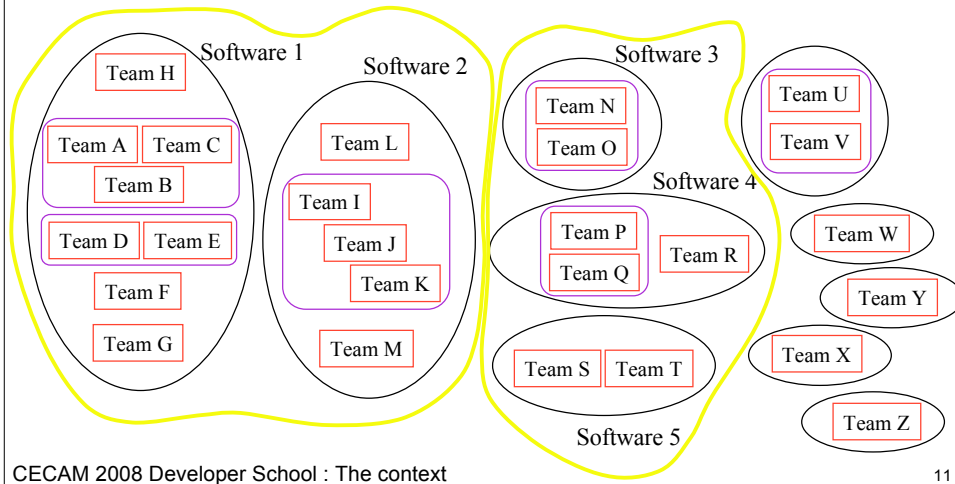 Software 1
Team H
Team A
Team C
Team B
Team D
Team E
Team F
Team G
Software 2
Team L
Team I
Team J
Team K
Team M
Software 3
Team N
Team O
Software 4
Team P
Team Q
Team R
Team S
Team T
Software 5
Team U
Team V
Team W
Team Y
Team X
Team Z
CECAM 2008 Developer School : The context
11